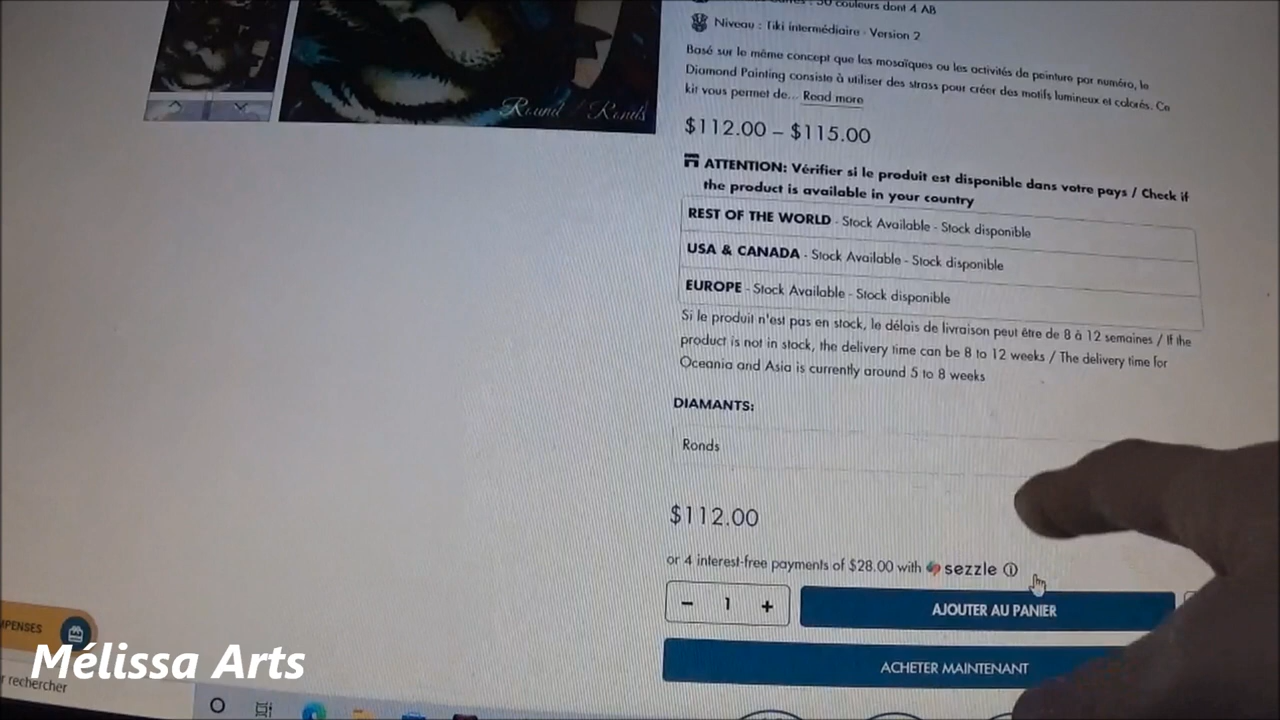 couleurs dont 4 AB
Niveau : Tiki intermédiaire - Version 2
Basé sur le même concept que les mosaïques ou les activités de peinture par numéro, le
Diamond Painting consiste à utiliser des strass pour créer des motifs lumineux et colorés. Ce
kit vous permet de... Read more
Round / Ronds
$112.00 – $115.00
ATTENTION: Vérifier si le produit est disponible dans votre pays / Check if
the product is available in your country
REST OF THE WORLD - Stock Available - Stock disponible
USA & CANADA - Stock Available - Stock disponible
EUROPE - Stock Available - Stock disponible
Si le produit n'est pas en stock, le délais de livraison peut être de 8 à 12 semaines / If the
product is not in stock, the delivery time can be 8 to 12 weeks / The delivery time for
Oceania and Asia is currently around 5 to 8 weeks
DIAMANTS:
Ronds
$112.00
or 4 interest-free payments of $28.00 with sezzle
- 1 +
AJOUTER AU PANIER
ACHETER MAINTENANT
MPENSES
Mélissa Arts
r rechercher